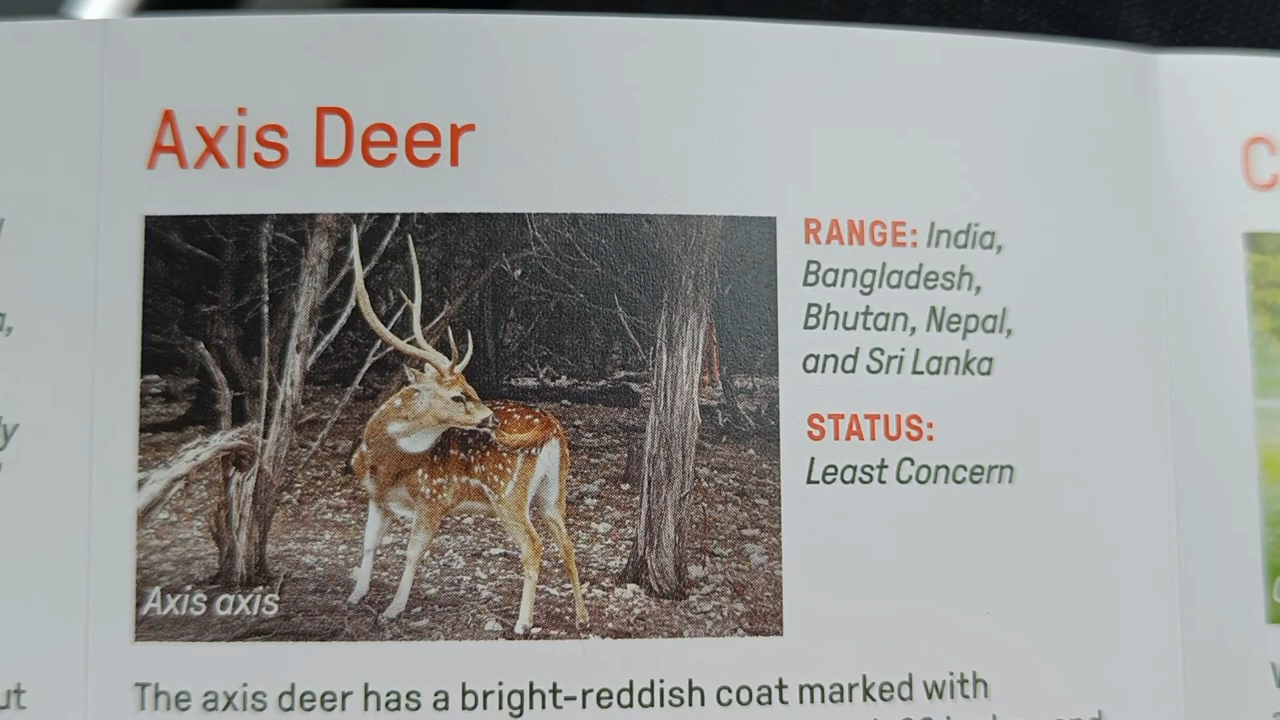 Axis Deer
RANGE: India,
Bangladesh,
Bhutan, Nepal,
and Sri Lanka
STATUS:
Least Concern
Axis axis
The axis deer has a bright-reddish coat marked with